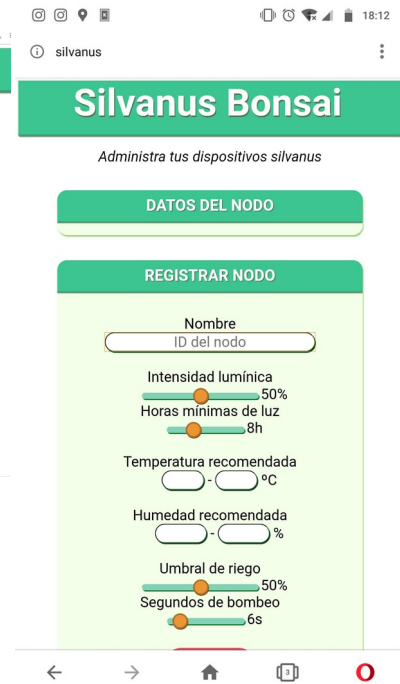 18:12
silvanus
Silvanus Bonsai
Administra tus dispositivos silvanus
DATOS DEL NODO
REGISTRAR NODO
Nombre
ID del nodo
Intensidad lumínica
50%
Horas mínimas de luz
8h
Temperatura recomendada
- ºC
Humedad recomendada
- %
Umbral de riego
50%
Segundos de bombeo
6s
3